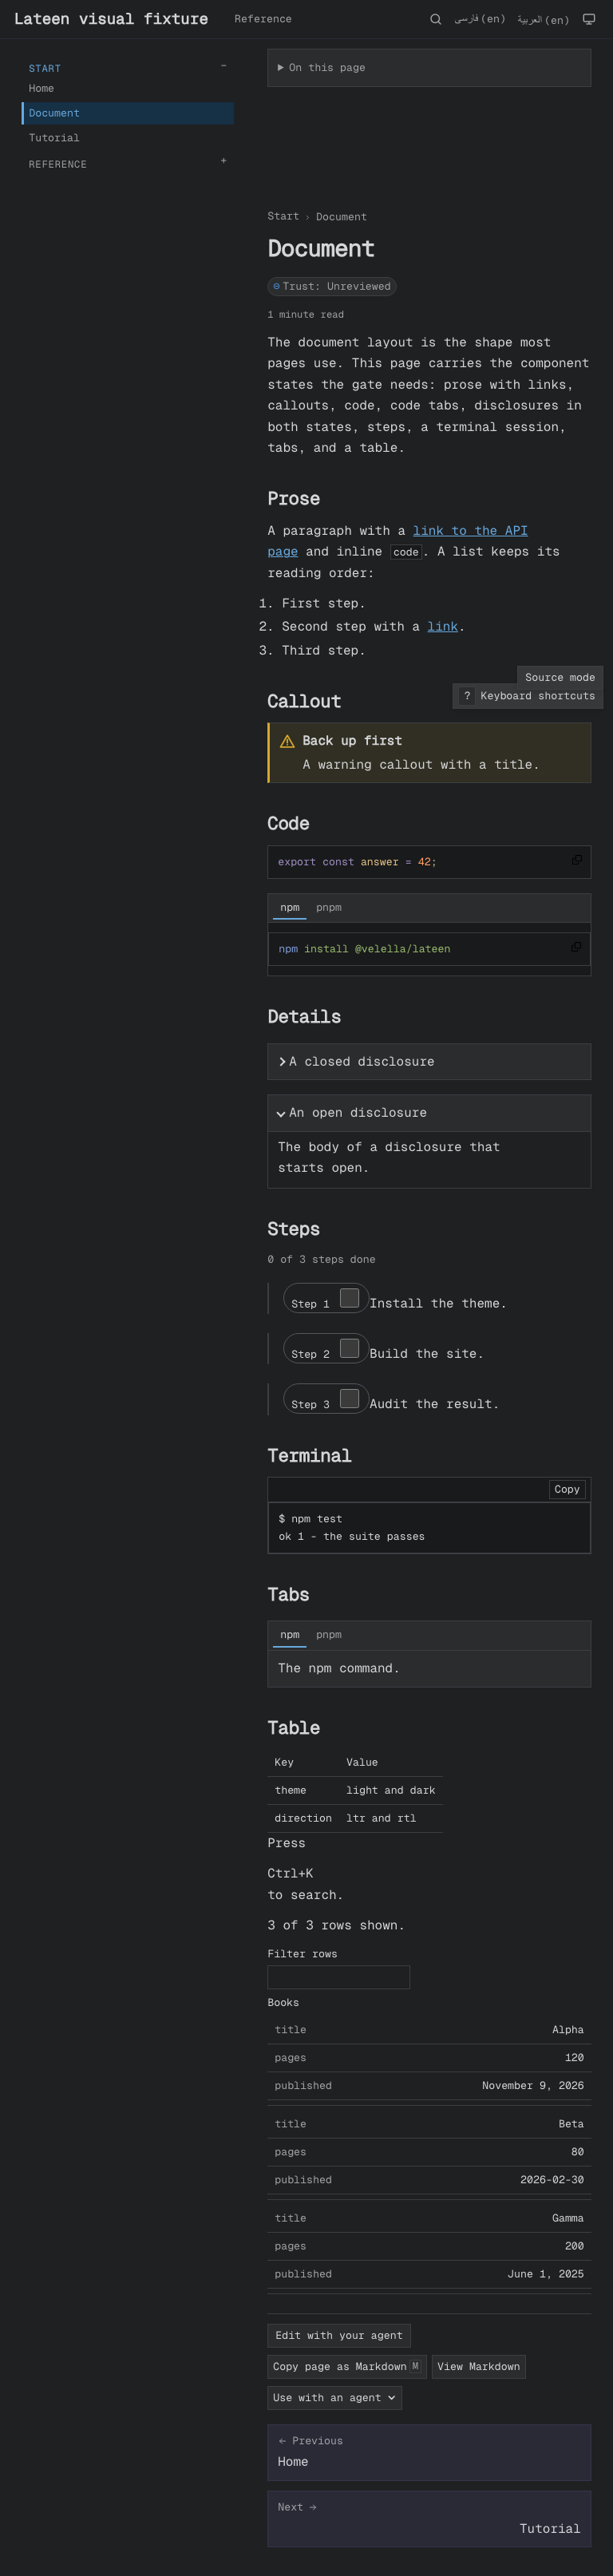 Lateen visual fixture
Reference
فارسی (en)
العربية (en)
START
−
Home
Document
Tutorial
REFERENCE
+
▶ On this page
Start › Document
Document
Trust: Unreviewed
1 minute read
The document layout is the shape most
pages use. This page carries the component
states the gate needs: prose with links,
callouts, code, code tabs, disclosures in
both states, steps, a terminal session,
tabs, and a table.
Prose
A paragraph with a link to the API
page and inline code. A list keeps its
reading order:
1. First step.
2. Second step with a link.
3. Third step.
Source mode
? Keyboard shortcuts
Callout
Back up first
A warning callout with a title.
Code
export const answer = 42;
npm pnpm
npm install @velella/lateen
Details
A closed disclosure
An open disclosure
The body of a disclosure that
starts open.
Steps
0 of 3 steps done
Step 1 Install the theme.
Step 2 Build the site.
Step 3 Audit the result.
Terminal
Copy
$ npm test
ok 1 - the suite passes
Tabs
npm pnpm
The npm command.
Table
Key Value
theme light and dark
direction ltr and rtl
Press
Ctrl+K
to search.
3 of 3 rows shown.
Filter rows
Books
title Alpha
pages 120
published November 9, 2026
title Beta
pages 80
published 2026-02-30
title Gamma
pages 200
published June 1, 2025
Edit with your agent
Copy page as Markdown M View Markdown
Use with an agent
← Previous
Home
Next →
Tutorial